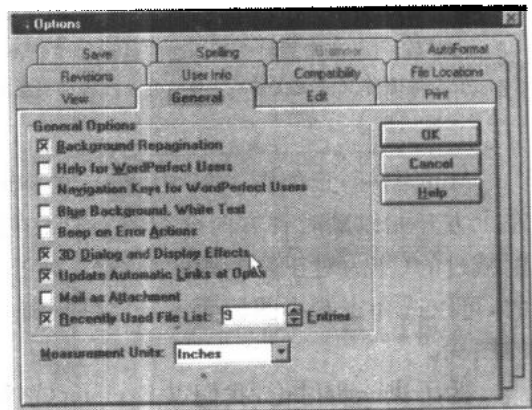 Options
Save Spelling Grammar AutoFormat
Revisions User Info Compatibility File Locations
View General Edit Print
General Options
Background Repagination
Help for WordPerfect Users
Navigation Keys for WordPerfect Users
Blue Background, White Text
Beep on Error Actions
3D Dialog and Display Effects
Update Automatic Links at Open
Mail as Attachment
Recently Used File List: 9 Entries
Measurement Units: Inches
OK
Cancel
Help